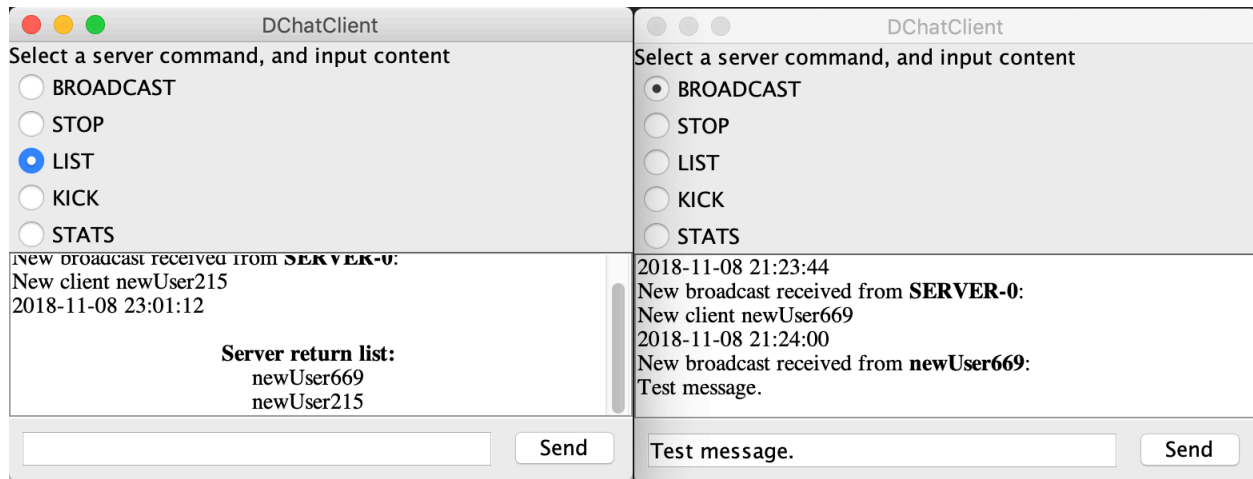 DChatClient
Select a server command, and input content
BROADCAST
STOP
LIST
KICK
STATS
New broadcast received from SERVER-0:
New client newUser215
2018-11-08 23:01:12
Server return list:
newUser669
newUser215
Send
DChatClient
Select a server command, and input content
BROADCAST
STOP
LIST
KICK
STATS
2018-11-08 21:23:44
New broadcast received from SERVER-0:
New client newUser669
2018-11-08 21:24:00
New broadcast received from newUser669:
Test message.
Test message.
Send